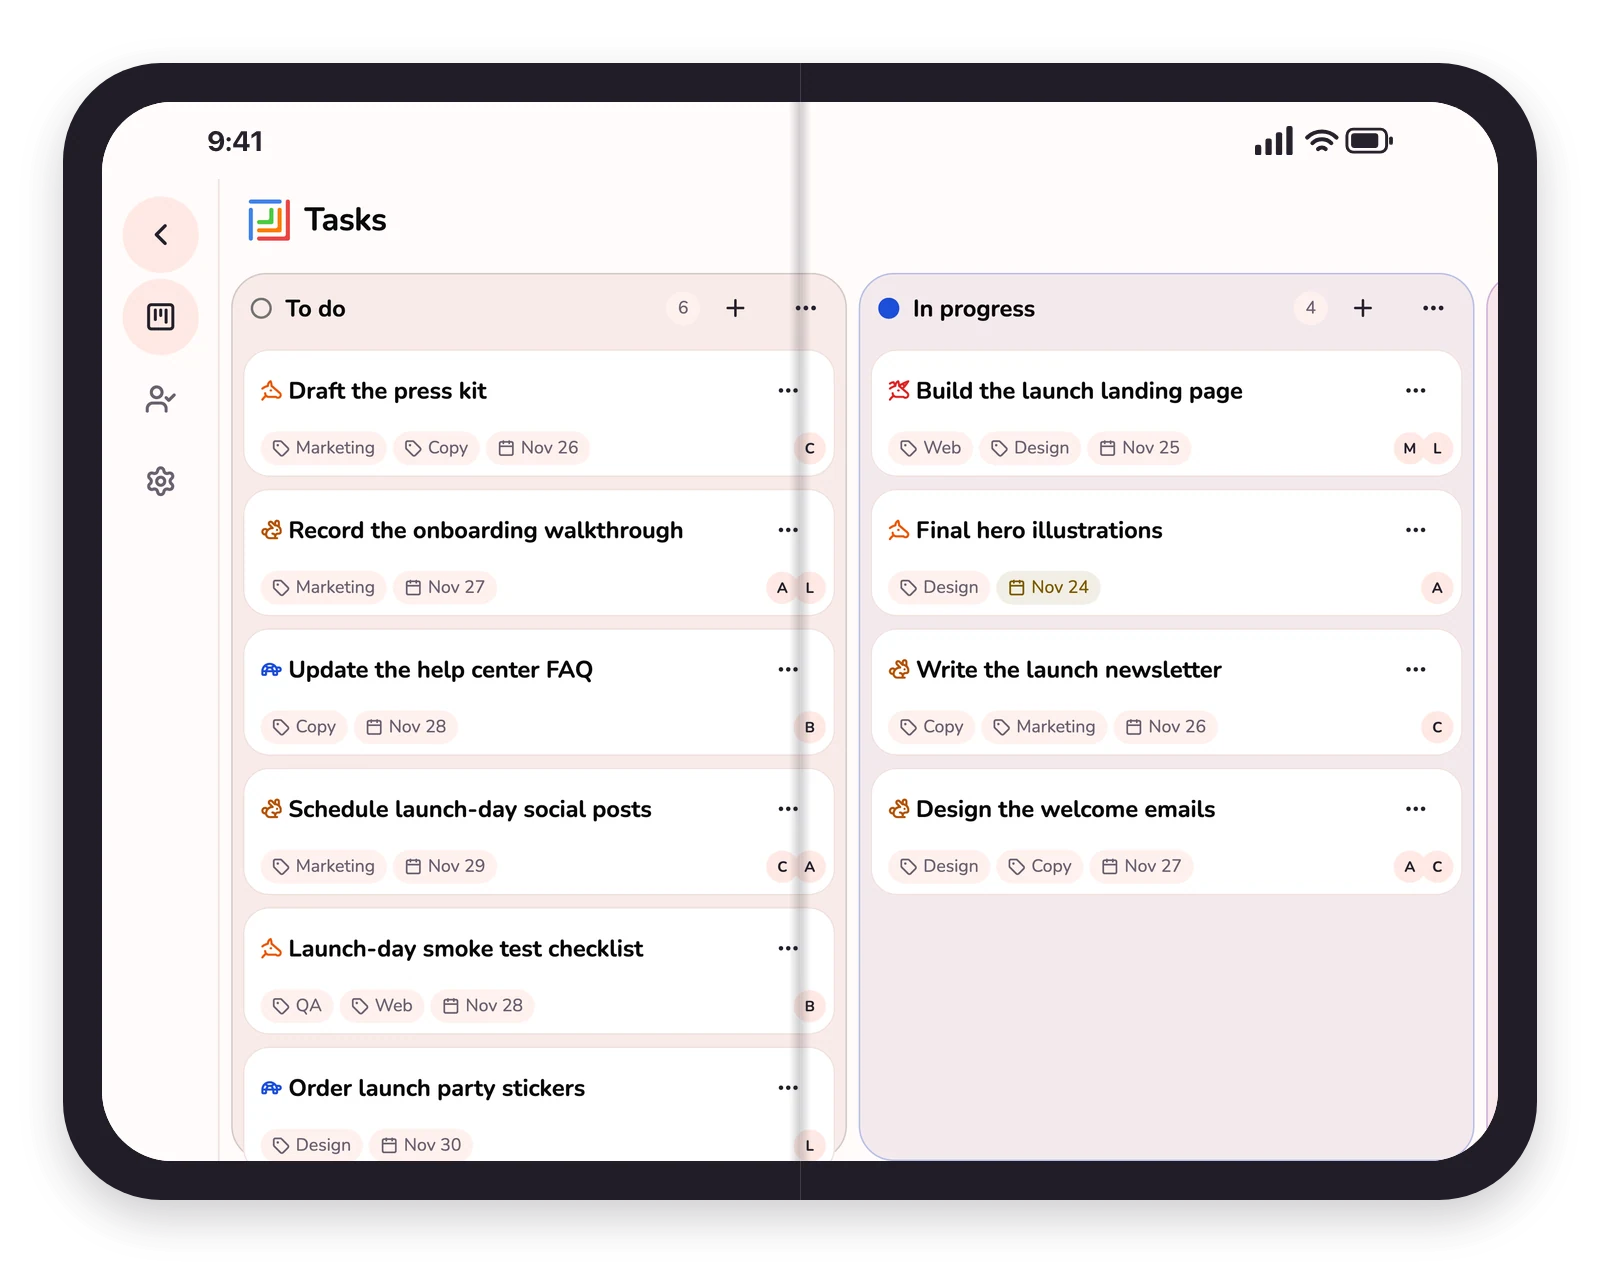 9:41
Tasks
To do
6
Draft the press kit
Marketing Copy Nov 26
C
Record the onboarding walkthrough
Marketing Nov 27
A L
Update the help center FAQ
Copy Nov 28
B
Schedule launch-day social posts
Marketing Nov 29
C A
Launch-day smoke test checklist
QA Web Nov 28
B
Order launch party stickers
Design Nov 30
L
In progress
4
Build the launch landing page
Web Design Nov 25
M L
Final hero illustrations
Design Nov 24
A
Write the launch newsletter
Copy Marketing Nov 26
C
Design the welcome emails
Design Copy Nov 27
A C